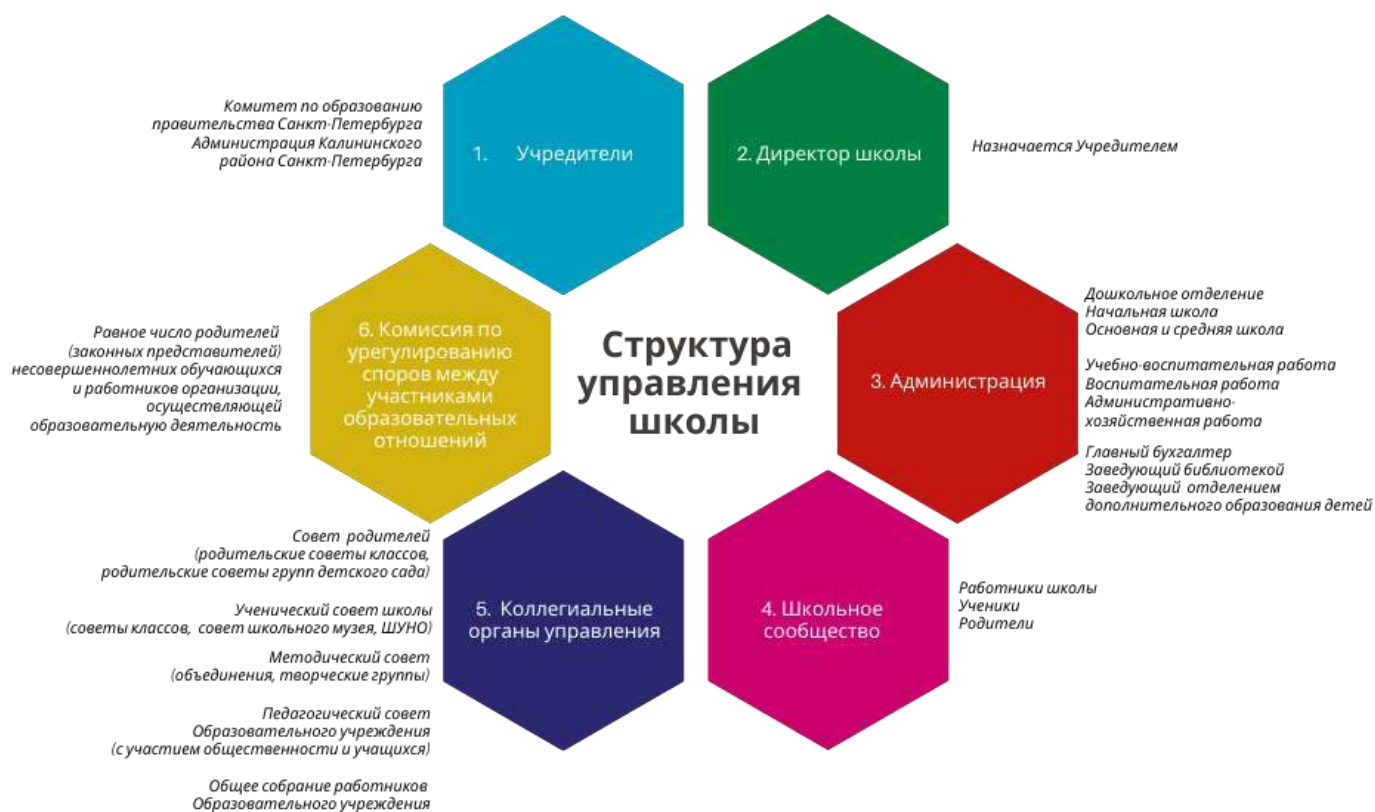 Комитет по образованию
правительства Санкт-Петербурга
Администрация Калининского
района Санкт-Петербурга
1. Учредители
2. Директор школы
Назначается Учредителем
Структура
управления
школы
3. Администрация
Дошкольное отделение
Начальная школа
Основная и средняя школа
Учебно-воспитательная работа
Воспитательная работа
Административно-
хозяйственная работа
Главный бухгалтер
Заведующий библиотекой
Заведующий отделением
дополнительного образования детей
4. Школьное
сообщество
Работники школы
Ученики
Родители
5. Коллегиальные
органы управления
Совет родителей
(родительские советы классов,
родительские советы групп детского сада)
Ученический совет школы
(советы классов, совет школьного музея, ШУНО)
Методический совет
(объединения, творческие группы)
Педагогический совет
Образовательного учреждения
(с участием общественности и учащихся)
Общее собрание работников
Образовательного учреждения
6. Комиссия по
урегулированию
споров между
участниками
образовательных
отношений
Равное число родителей
(законных представителей)
несовершеннолетних обучающихся
и работников организации,
осуществляющей
образовательную деятельность